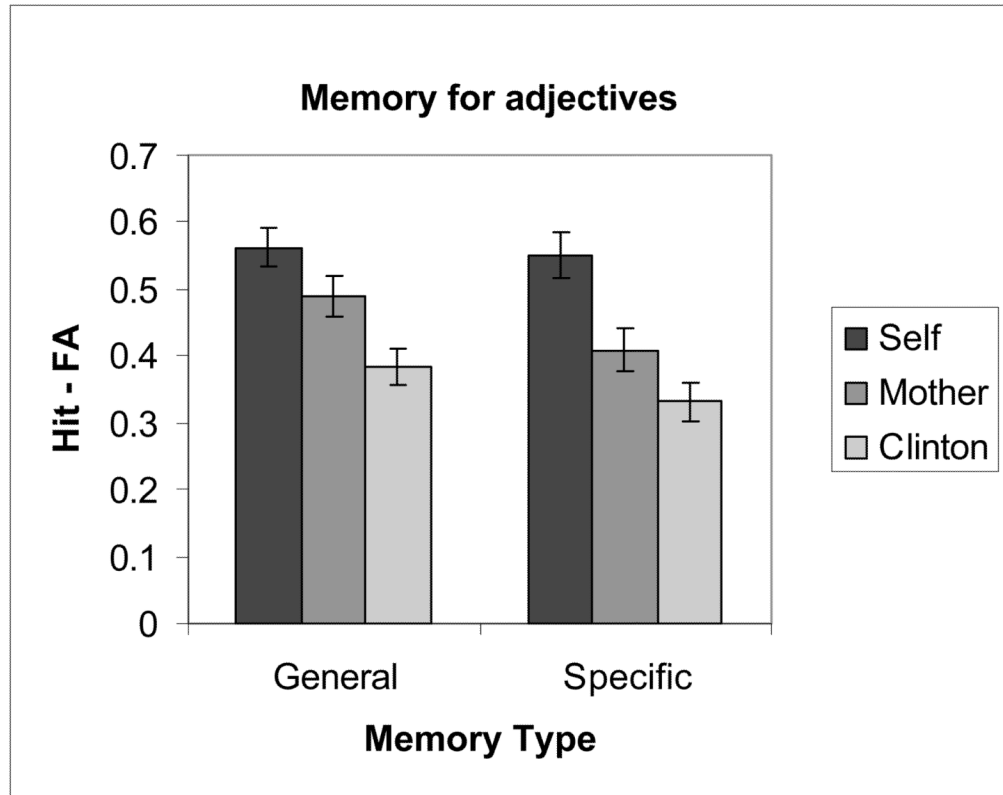 Memory for adjectives
0.7
0.6
0.5
0.4
0.3
0.2
0.1
0
Hit - FA
General Specific
Memory Type
Self
Mother
Clinton